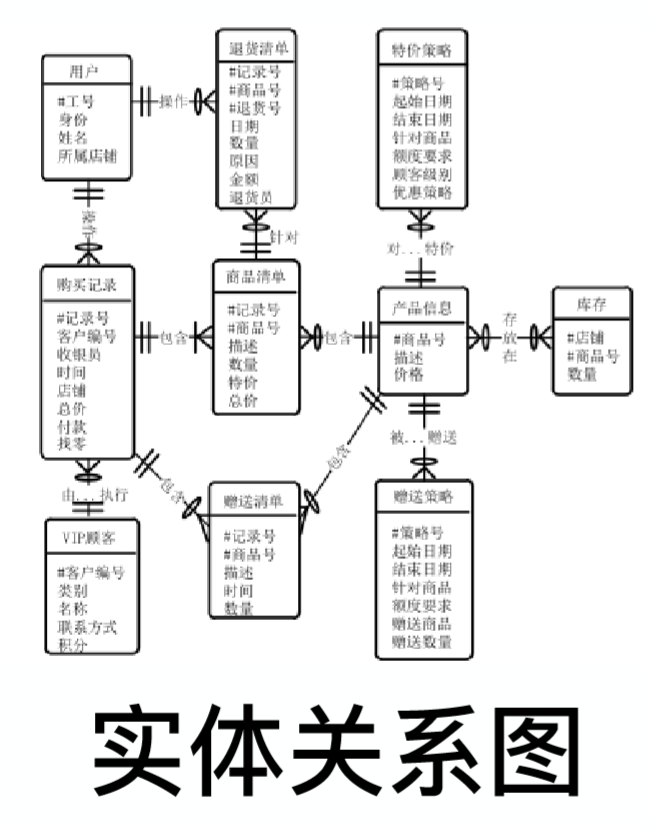 用户
#工号
身份
姓名
所属店铺
操作
退货清单
#记录号
#商品号
#退货号
日期
数量
原因
金额
退货员
特价策略
#策略号
起始日期
结束日期
针对商品
额度要求
顾客级别
优惠策略
操作
针对
对...特价
购买记录
#记录号
客户编号
收银员
时间
店铺
总价
付款
找零
包含
商品清单
#记录号
#商品号
描述
数量
特价
总价
包含
产品信息
#商品号
描述
价格
存
放
在
库存
#店铺
#商品号
数量
由...执行
包含
包含
被...赠送
VIP顾客
#客户编号
类别
名称
联系方式
积分
赠送清单
#记录号
#商品号
描述
时间
数量
赠送策略
#策略号
起始日期
结束日期
针对商品
额度要求
赠送商品
赠送数量
实体关系图